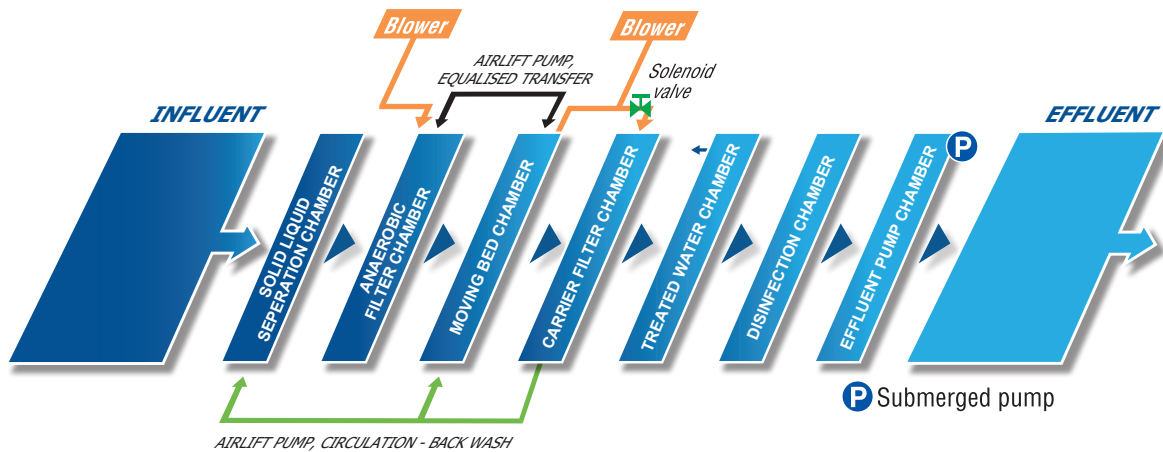 Blower
Blower
AIRLIFT PUMP,
EQUALISED TRANSFER
Solenoid
valve
INFLUENT
EFFLUENT
SOLID LIQUID
SEPERATION CHAMBER
ANAEROBIC
FILTER CHAMBER
MOVING BED CHAMBER
CARRIER FILTER CHAMBER
TREATED WATER CHAMBER
DISINFECTION CHAMBER
EFFLUENT PUMP CHAMBER
P
P Submerged pump
AIRLIFT PUMP, CIRCULATION - BACK WASH